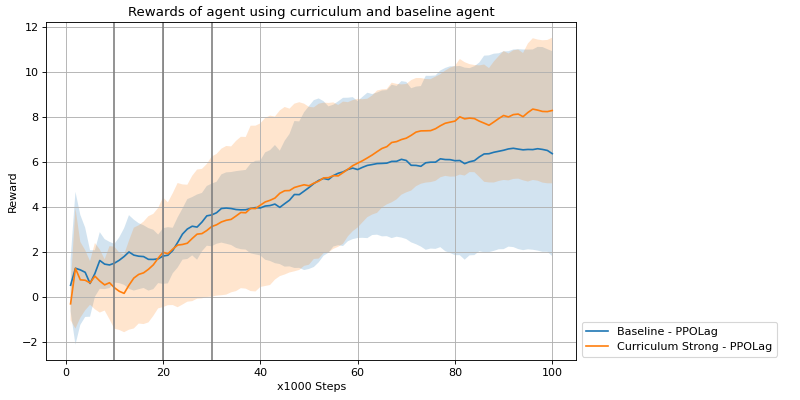 Rewards of agent using curriculum and baseline agent
12
10
8
6
4
2
0
−2
Reward
0 20 40 60 80 100
x1000 Steps
Baseline - PPOLag
Curriculum Strong - PPOLag